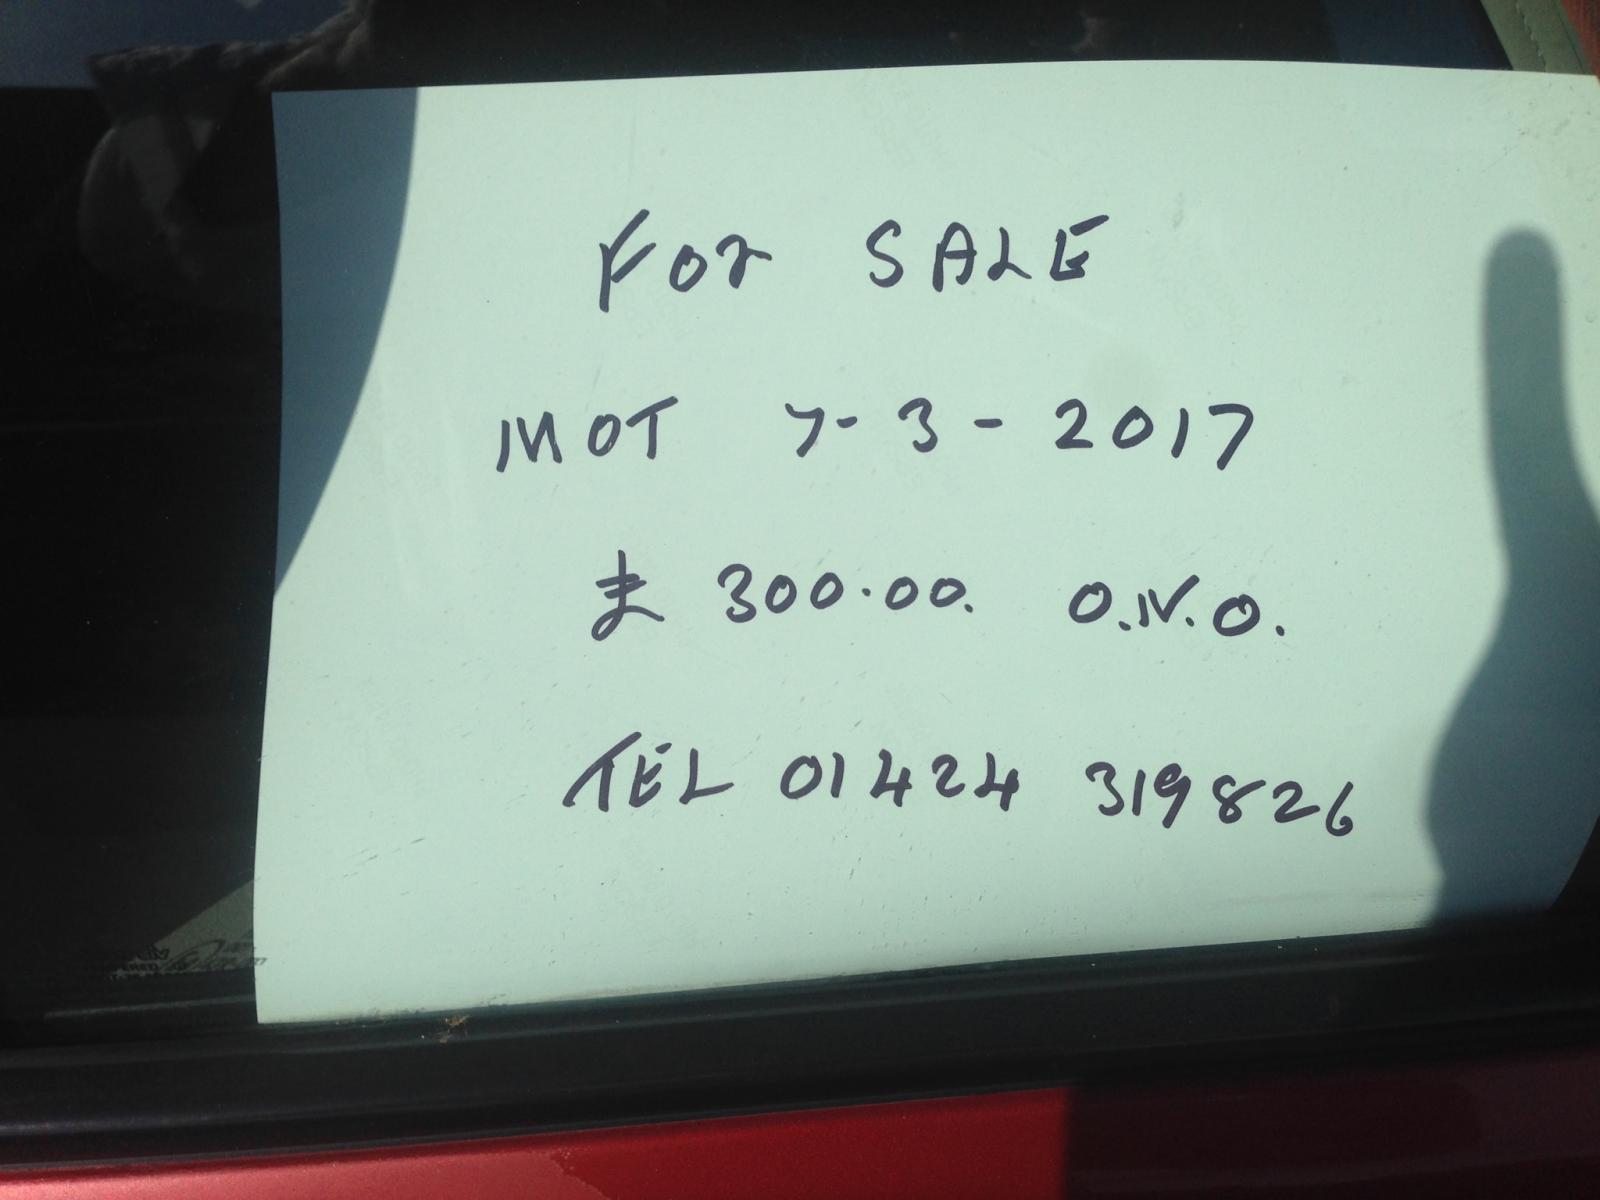 FOR SALE
MOT 7-3-2017
£ 300.00. O.N.O.
TEL 01424 319826